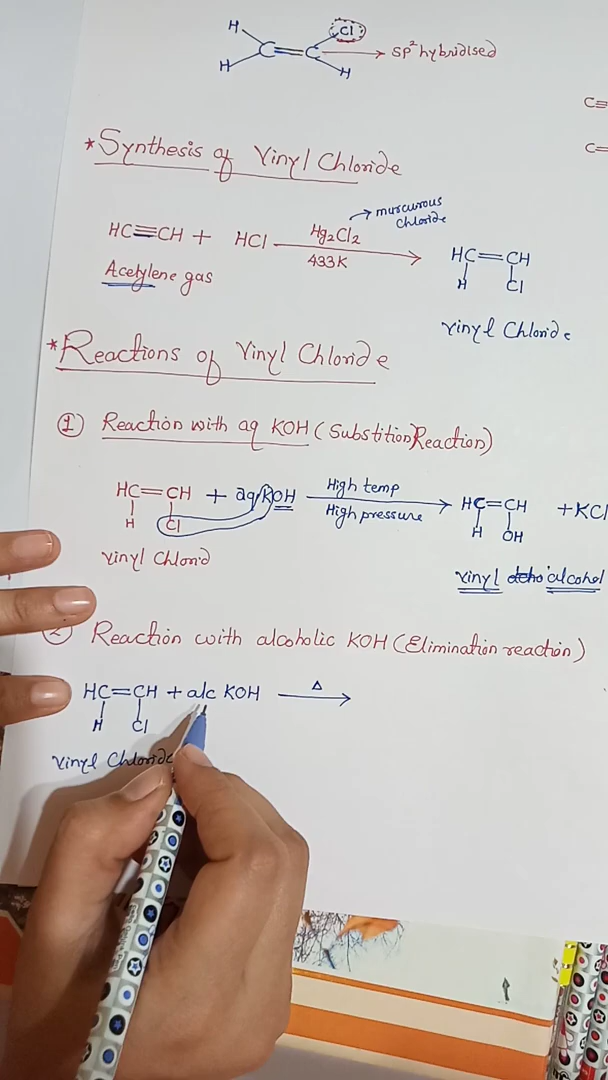 H Cl
C=C → sp² hybridised
H H
C≡
C=
*Synthesis of Vinyl Chloride
→ murcurous chloride
HC≡CH + HCl Hg₂Cl₂ → HC=CH
433K H Cl
Acetylene gas
vinyl Chloride
*Reactions of Vinyl Chloride
① Reaction with aq KOH (Substition Reaction)
HC=CH + aq KOH High temp → HC=CH + KCl
H Cl High pressure H OH
Vinyl Chlorid
vinyl alcohol
② Reaction with alcoholic KOH (Elimination reaction)
HC=CH + alc KOH Δ →
H Cl
Vinyl Chloride